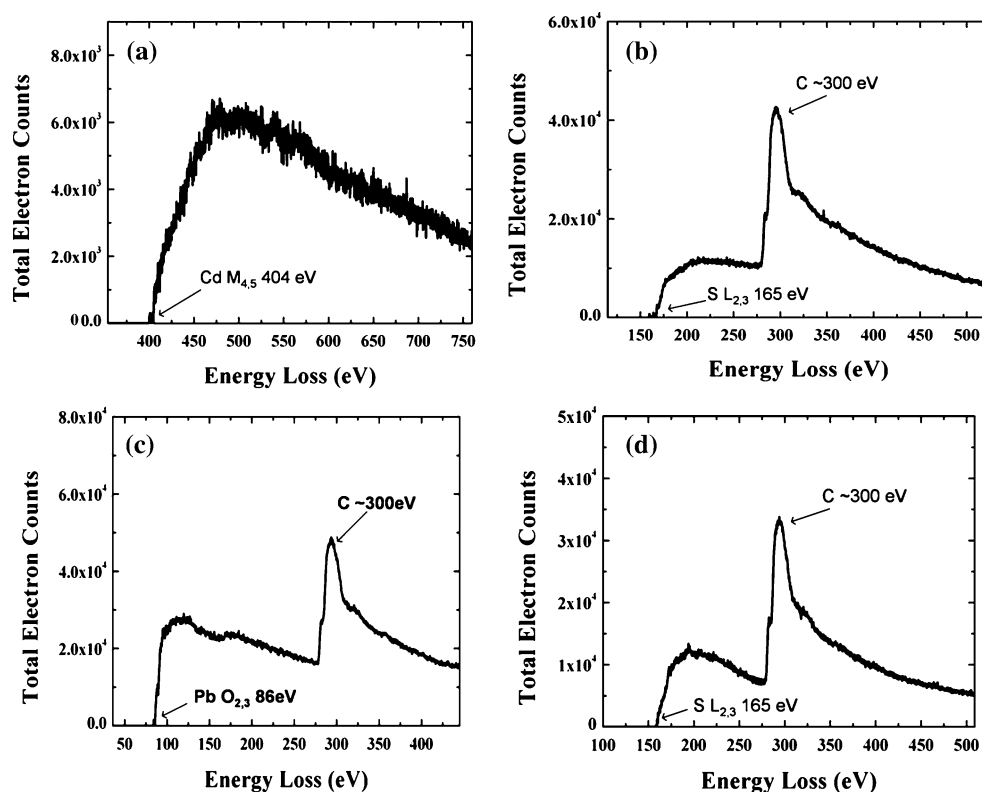 (a)
Total Electron Counts
8.0x10³
6.0x10³
4.0x10³
2.0x10³
0 0.0
Cd M₄,₅ 404 eV
400 450 500 550 600 650 700 750
Energy Loss (eV)
(b)
Total Electron Counts
6.0x10⁴
4.0x10⁴
2.0x10⁴
0.0
C ~300 eV
S L₂,₃ 165 eV
150 200 250 300 350 400 450 500
Energy Loss (eV)
(c)
Total Electron Counts
8.0x10⁴
6.0x10⁴
4.0x10⁴
2.0x10⁴
0.0
C ~300eV
Pb O₂,₃ 86eV
50 100 150 200 250 300 350 400
Energy Loss (eV)
(d)
Total Electron Counts
5x10⁴
4x10⁴
3x10⁴
2x10⁴
1x10⁴
0
C ~300 eV
S L₂,₃ 165 eV
100 150 200 250 300 350 400 450 500
Energy Loss (eV)